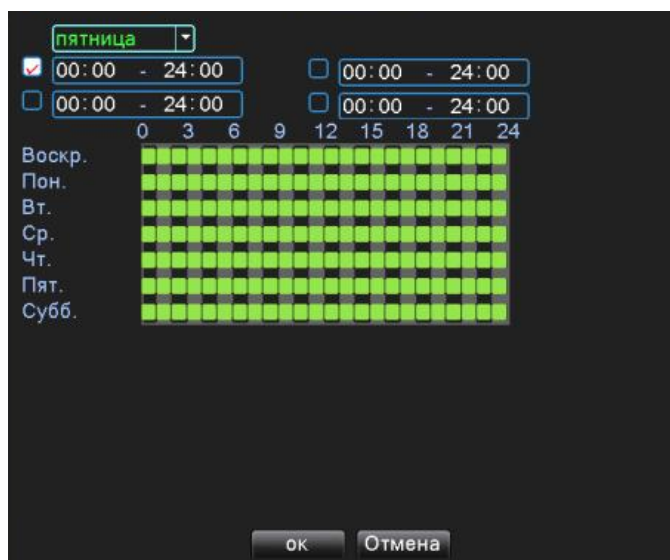 пятница
00:00 - 24:00 00:00 - 24:00
00:00 - 24:00 00:00 - 24:00
0 3 6 9 12 15 18 21 24
Воскр.
Пон.
Вт.
Ср.
Чт.
Пят.
Субб.
ок Отмена